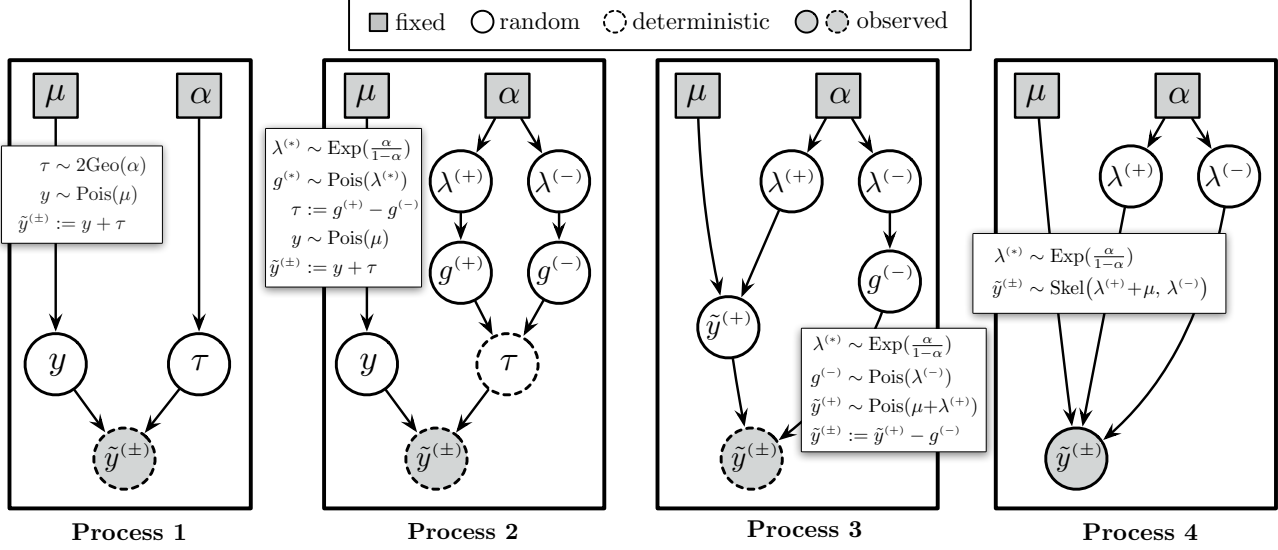 fixed random deterministic observed
μ α
τ ∼ 2Geo(α)
y ∼ Pois(μ)
ỹ^(±) := y + τ
y τ
ỹ^(±)
Process 1
μ α
λ^(*) ∼ Exp(α/(1−α))
g^(*) ∼ Pois(λ^(*))
τ := g^(+) − g^(−)
y ∼ Pois(μ)
ỹ^(±) := y + τ
λ^(+) λ^(−)
g^(+) g^(−)
y τ
ỹ^(±)
Process 2
μ α
λ^(+) λ^(−)
g^(−)
ỹ^(+)
λ^(*) ∼ Exp(α/(1−α))
g^(−) ∼ Pois(λ^(−))
ỹ^(+) ∼ Pois(μ+λ^(+))
ỹ^(±) := ỹ^(+) − g^(−)
ỹ^(±)
Process 3
μ α
λ^(+) λ^(−)
λ^(*) ∼ Exp(α/(1−α))
ỹ^(±) ∼ Skel(λ^(+)+μ, λ^(−))
ỹ^(±)
Process 4